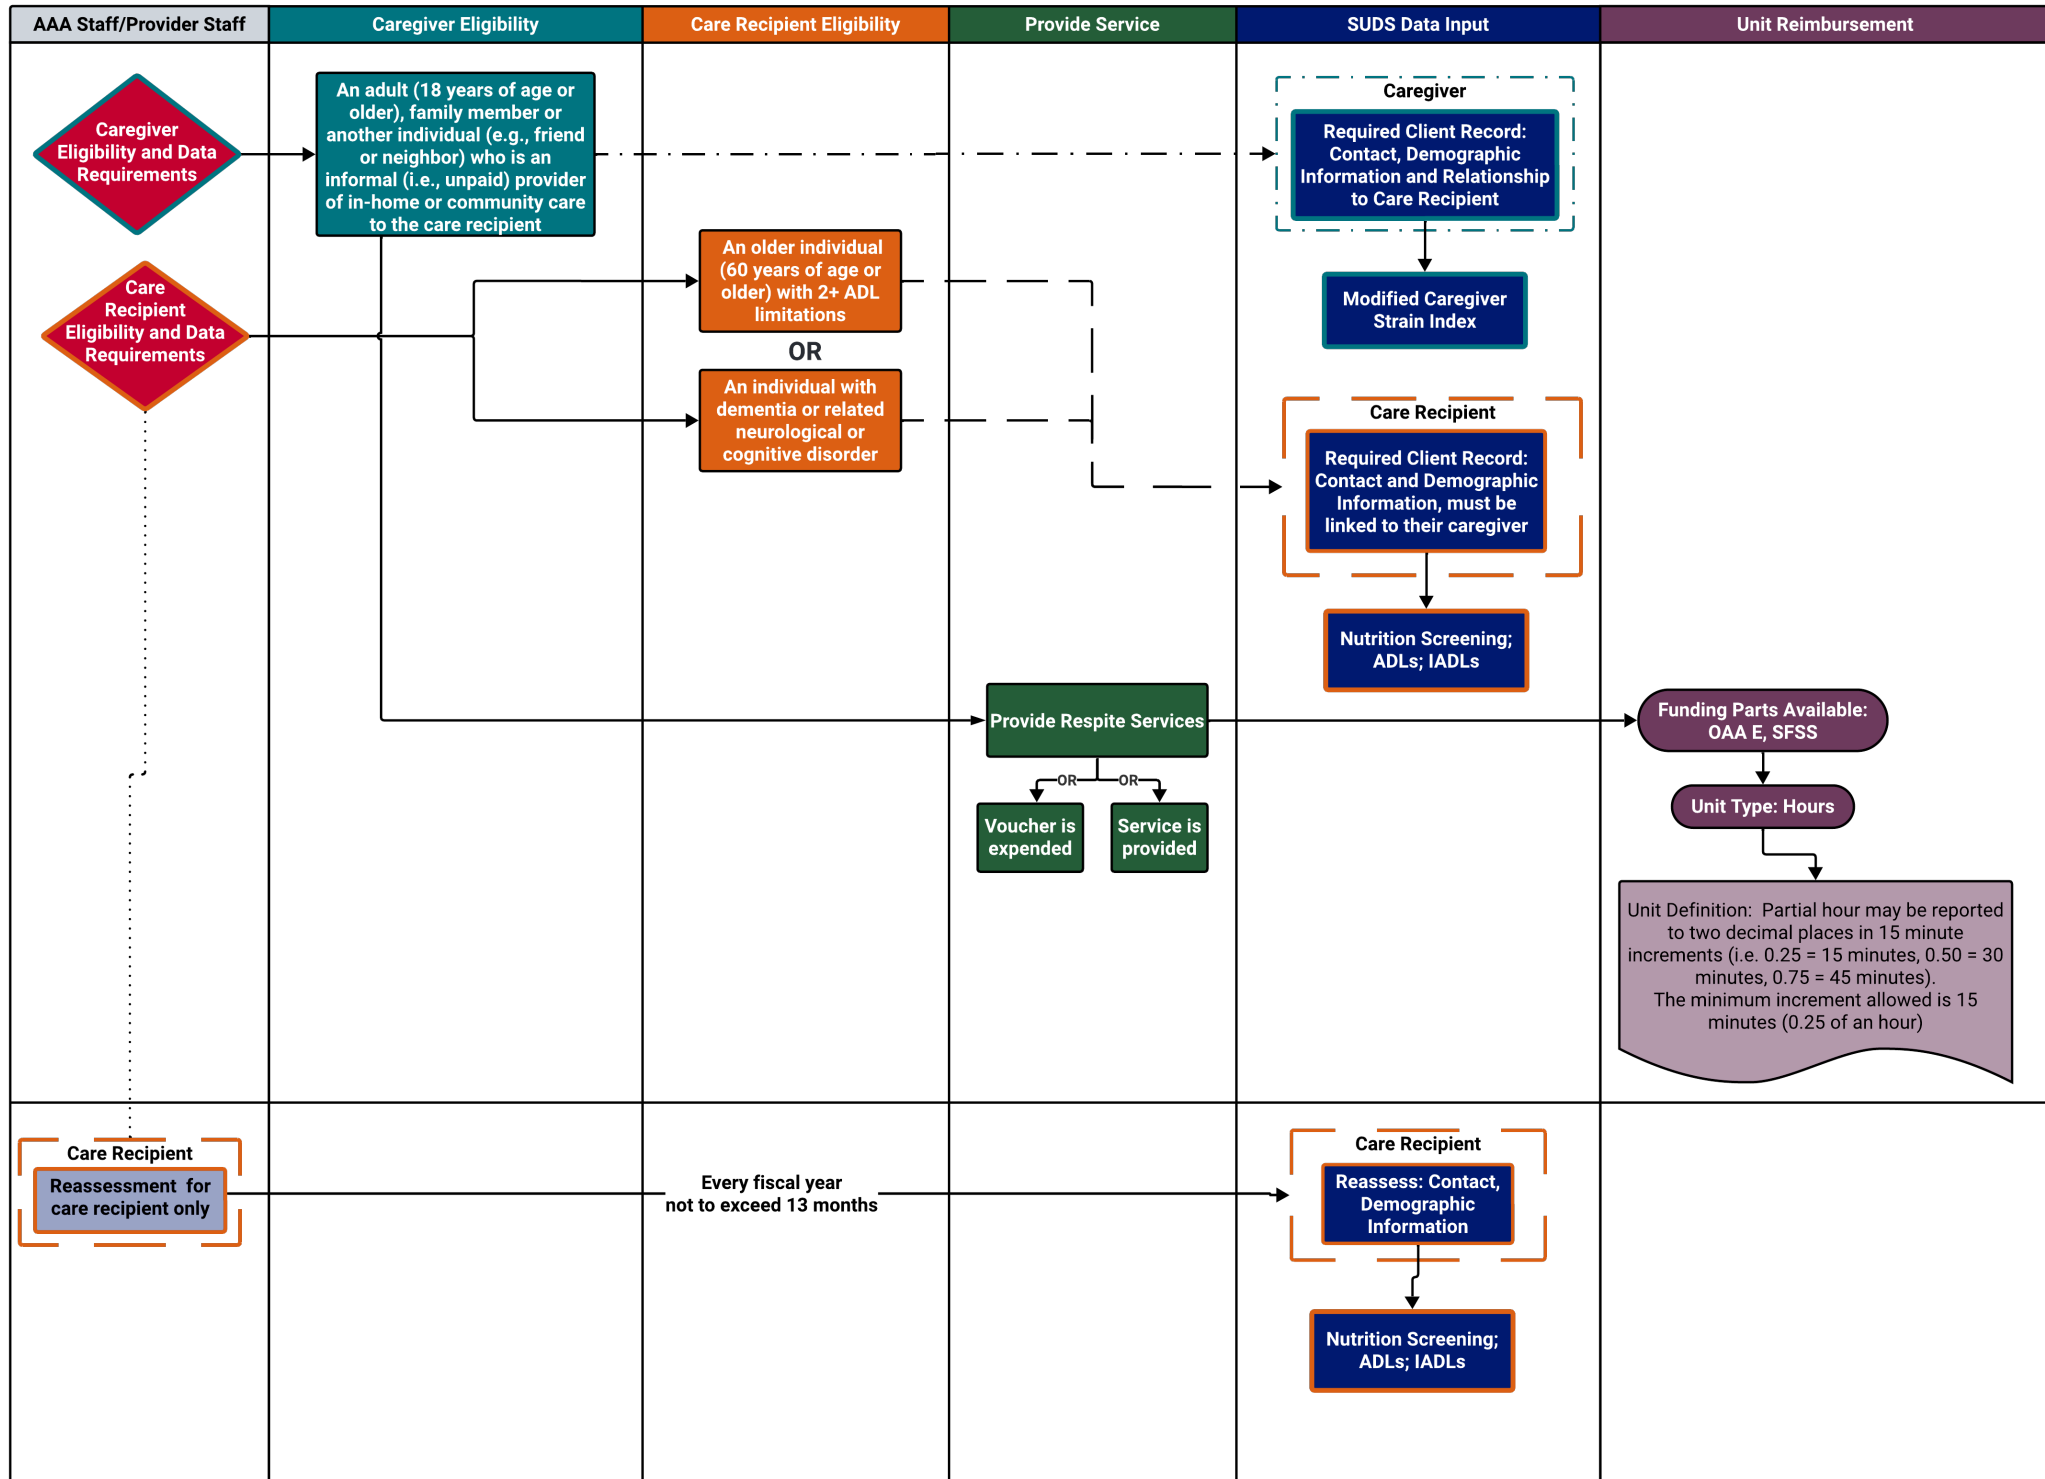 AAA Staff/Provider Staff
Caregiver Eligibility
Care Recipient Eligibility
Provide Service
SUDS Data Input
Unit Reimbursement
Caregiver
Eligibility and Data
Requirements
An adult (18 years of age or
older), family member or
another individual (e.g., friend
or neighbor) who is an
informal (i.e., unpaid) provider
of in-home or community care
to the care recipient
Caregiver
Required Client Record:
Contact, Demographic
Information and Relationship
to Care Recipient
Modified Caregiver
Strain Index
Care
Recipient
Eligibility and Data
Requirements
An older individual
(60 years of age or
older) with 2+ ADL
limitations
OR
An individual with
dementia or related
neurological or
cognitive disorder
Care Recipient
Required Client Record:
Contact and Demographic
Information, must be
linked to their caregiver
Nutrition Screening;
ADLs; IADLs
Provide Respite Services
OR
OR
Voucher is
expended
Service is
provided
Funding Parts Available:
OAA E, SFSS
Unit Type: Hours
Unit Definition:  Partial hour may be reported
to two decimal places in 15 minute
increments (i.e. 0.25 = 15 minutes, 0.50 = 30
minutes, 0.75 = 45 minutes).
The minimum increment allowed is 15
minutes (0.25 of an hour)
Care Recipient
Reassessment  for
care recipient only
Every fiscal year
not to exceed 13 months
Care Recipient
Reassess: Contact,
Demographic
Information
Nutrition Screening;
ADLs; IADLs